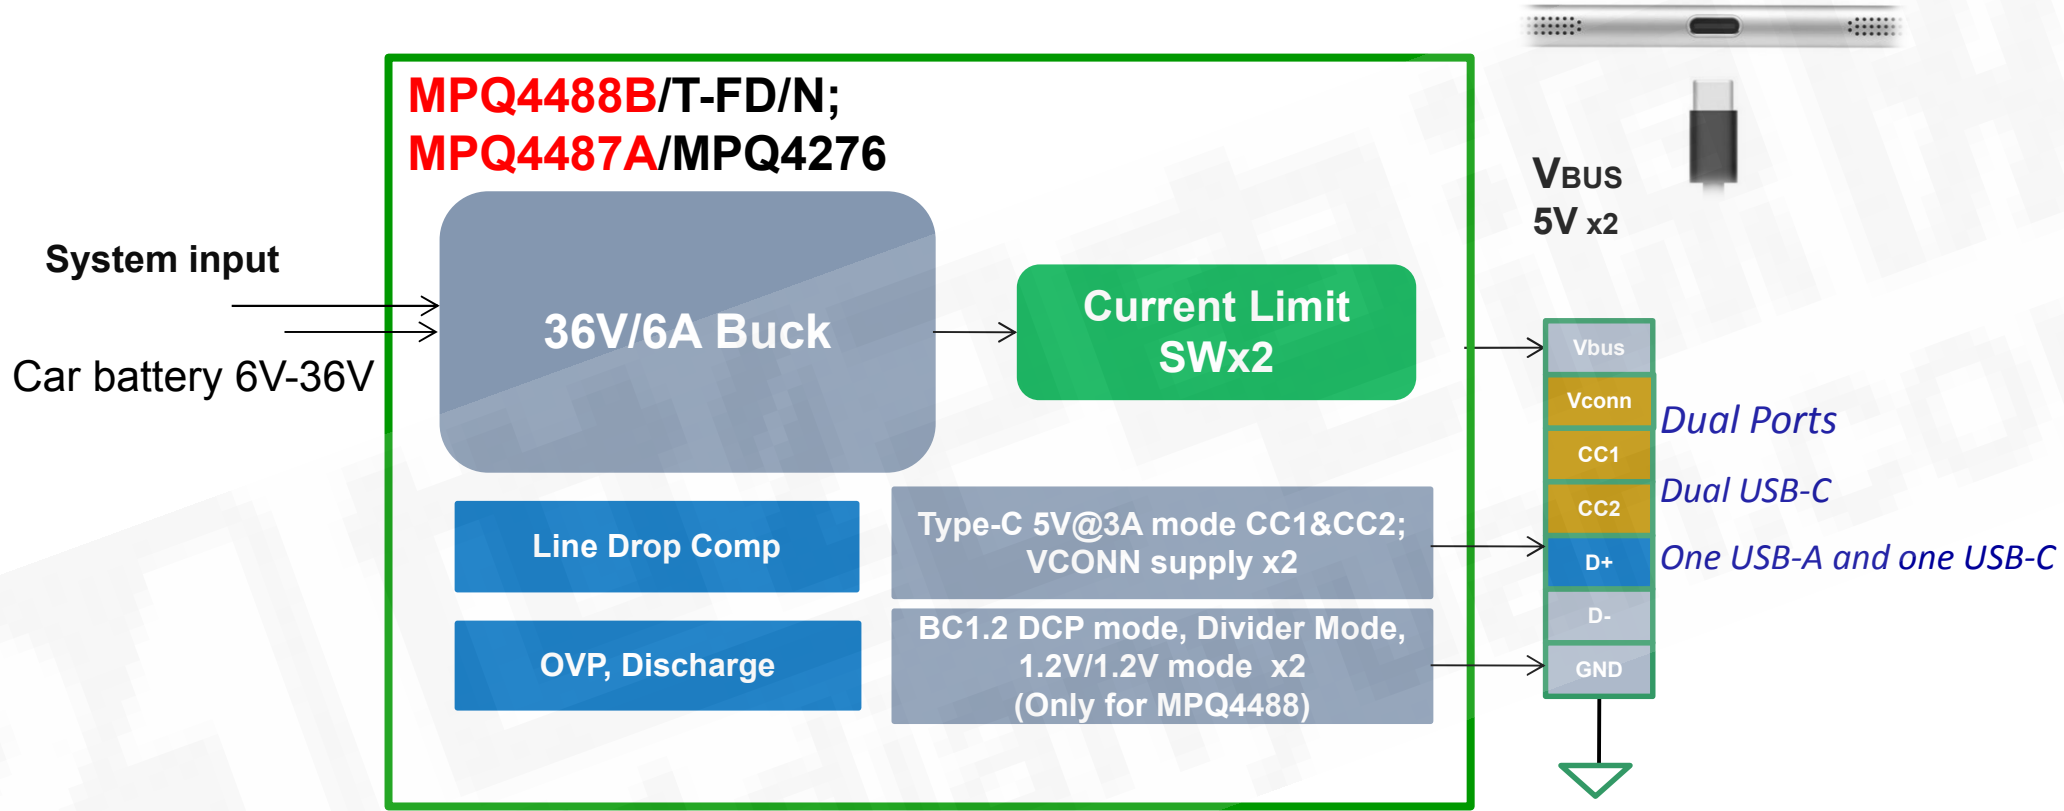 MPQ4488B/T-FD/N;
MPQ4487A/MPQ4276
System input
Car battery 6V-36V
36V/6A Buck
Current Limit
SWx2
Line Drop Comp
OVP, Discharge
Type-C 5V@3A mode CC1&CC2;
VCONN supply x2
BC1.2 DCP mode, Divider Mode,
1.2V/1.2V mode x2
(Only for MPQ4488)
VBUS
5V x2
Vbus
Vconn
CC1
CC2
D+
D-
GND
Dual Ports
Dual USB-C
One USB-A and one USB-C